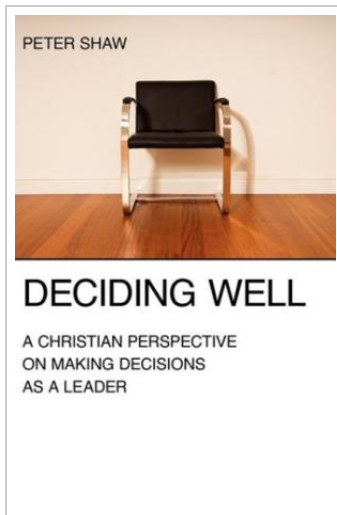 PETER SHAW
DECIDING WELL
A CHRISTIAN PERSPECTIVE
ON MAKING DECISIONS
AS A LEADER